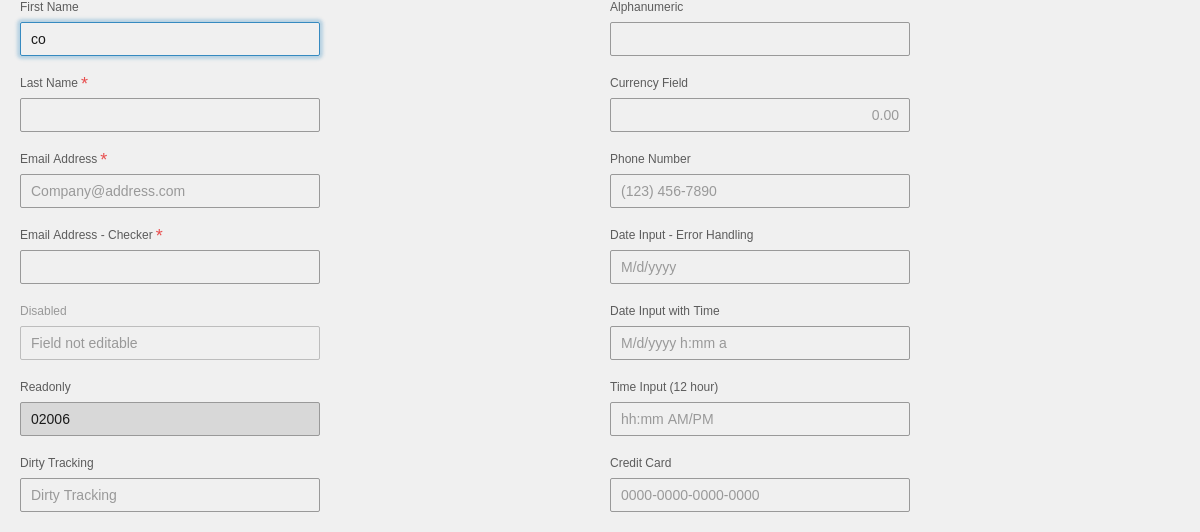 First Name
co
Last Name *
Email Address *
Company@address.com
Email Address - Checker *
Disabled
Field not editable
Readonly
02006
Dirty Tracking
Dirty Tracking
Alphanumeric
Currency Field
0.00
Phone Number
(123) 456-7890
Date Input - Error Handling
M/d/yyyy
Date Input with Time
M/d/yyyy h:mm a
Time Input (12 hour)
hh:mm AM/PM
Credit Card
0000-0000-0000-0000